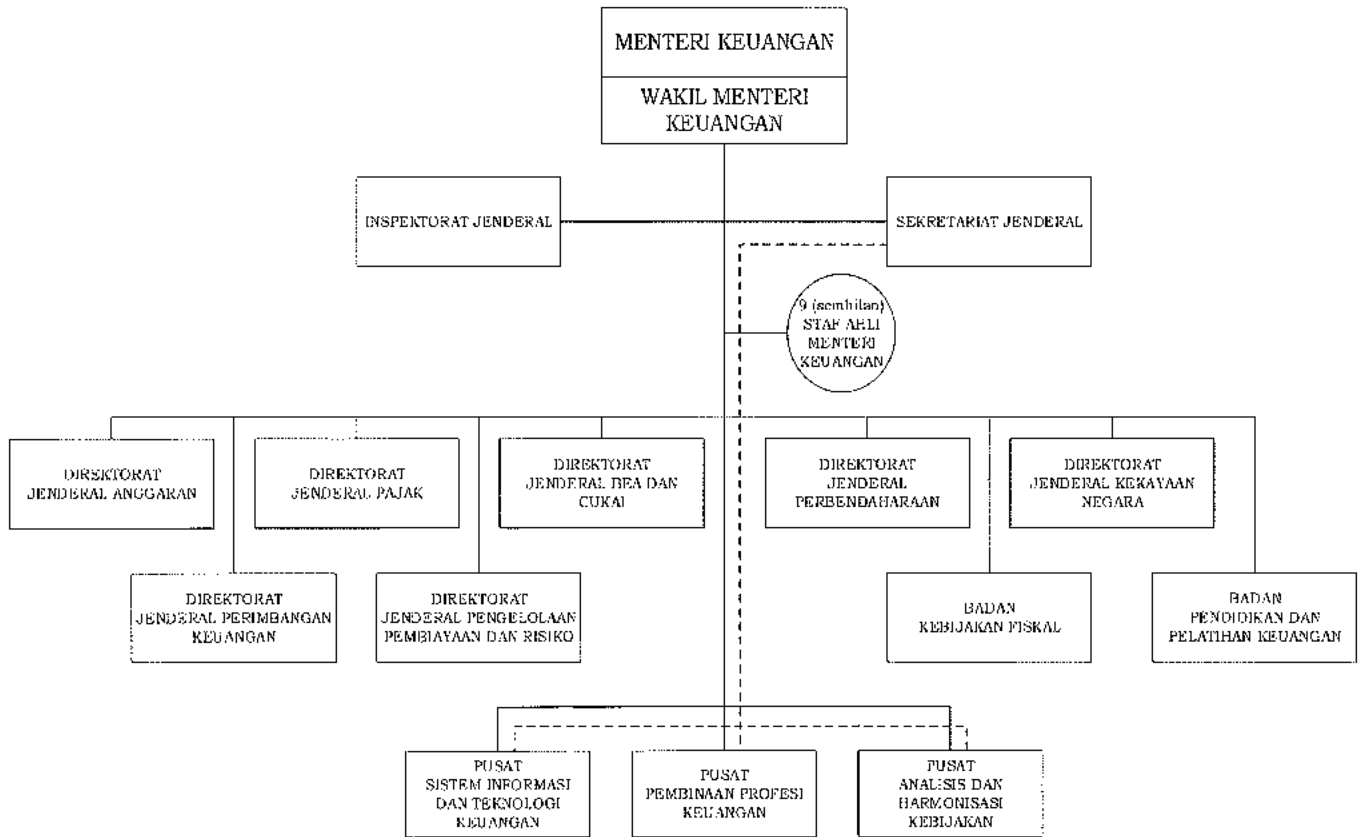 MENTERI KEUANGAN
WAKIL MENTERI
KEUANGAN
INSPEKTORAT JENDERAL
SEKRETARIAT JENDERAL
9 (sembilan)
STAF AHLI
MENTERI
KEUANGAN
DIREKTORAT
JENDERAL ANGGARAN
DIREKTORAT
JENDERAL PAJAK
DIREKTORAT
JENDERAL BEA DAN
CUKAI
DIREKTORAT
JENDERAL
PERBENDAHARAAN
DIREKTORAT
JENDERAL KEKAYAAN
NEGARA
DIREKTORAT
JENDERAL PERIMBANGAN
KEUANGAN
DIREKTORAT
JENDERAL PENGELOLAAN
PEMBIAYAAN DAN RISIKO
BADAN
KEBIJAKAN FISKAL
BADAN
PENDIDIKAN DAN
PELATIHAN KEUANGAN
PUSAT
SISTEM INFORMASI
DAN TEKNOLOGI
KEUANGAN
PUSAT
PEMBINAAN PROFESI
KEUANGAN
PUSAT
ANALISIS DAN
HARMONISASI
KEBIJAKAN